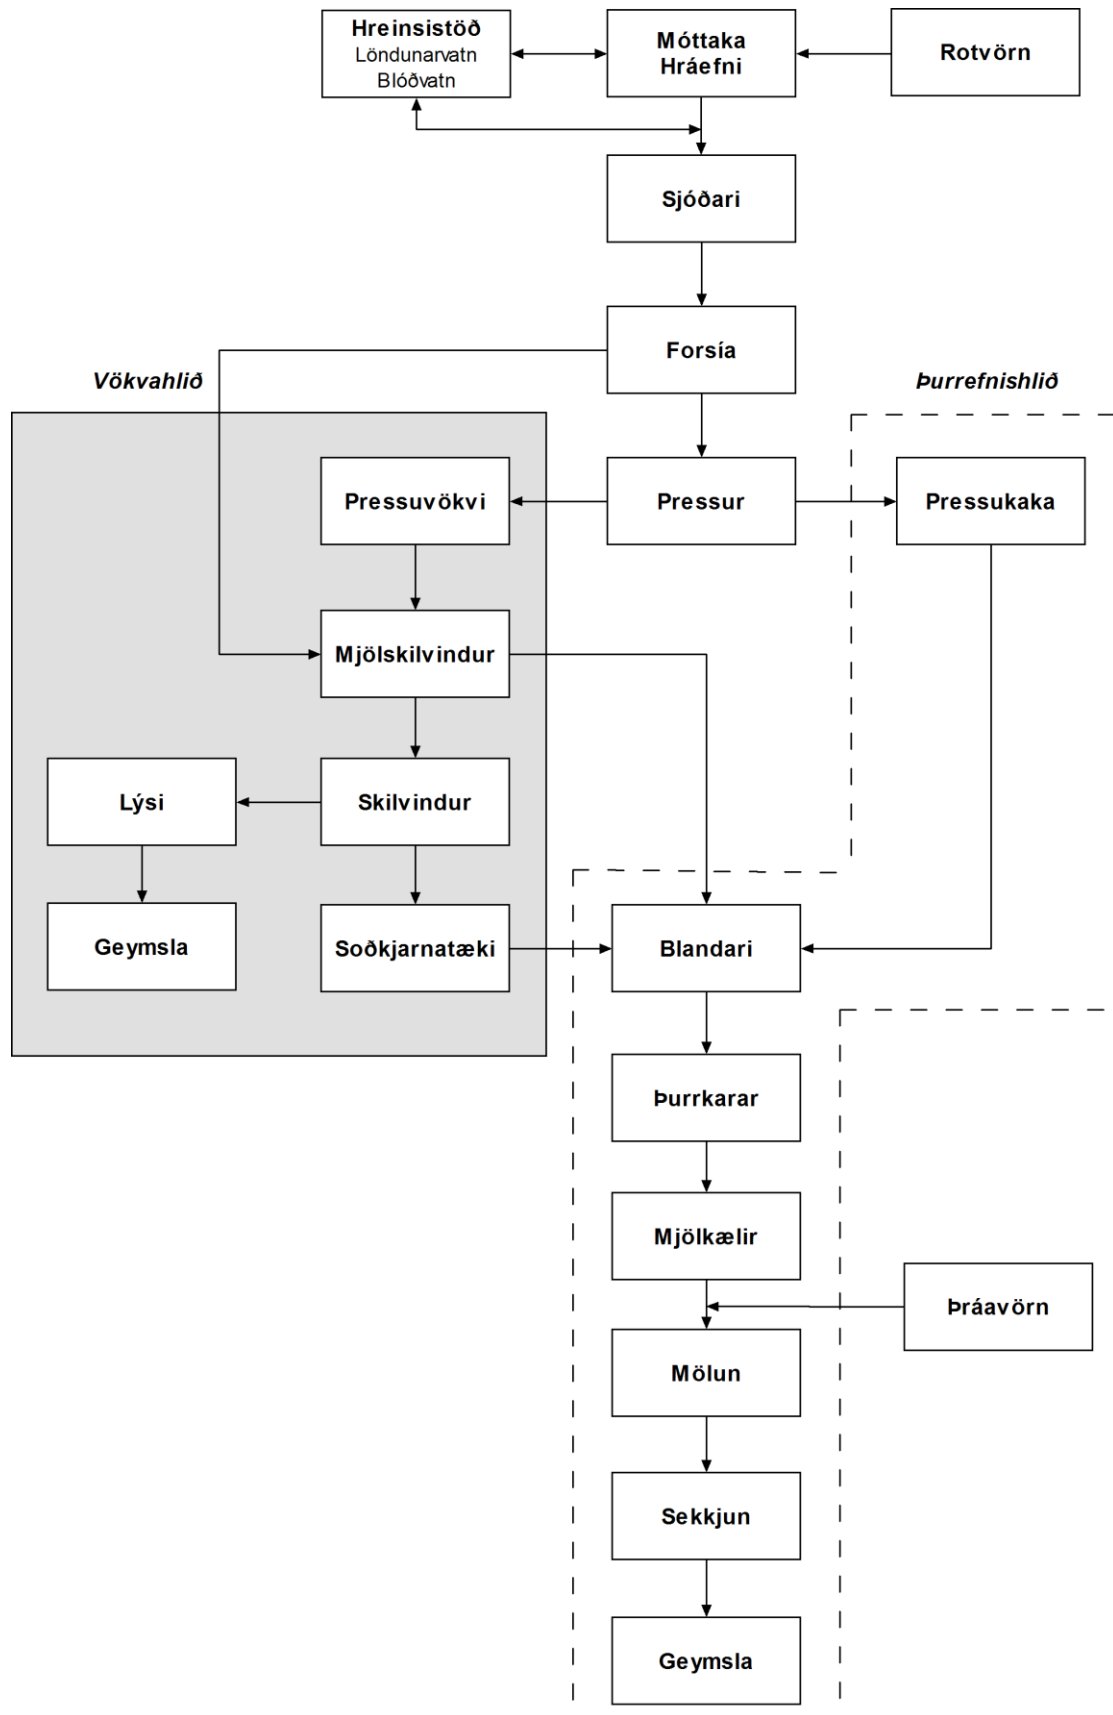 Hreinsistöð
Löndunarvatn
Blóðvatn
Móttaka
Hráefni
Rotvörn
Sjóðari
Forsía
Vökvahlið
Þurrefnishlið
Pressuvökvi
Pressur
Pressukaka
Mjölskilvindur
Lýsi
Skilvindur
Geymsla
Soðkjarnatæki
Blandari
Þurrkarar
Mjölkælir
Þráavörn
Mölun
Sekkjun
Geymsla